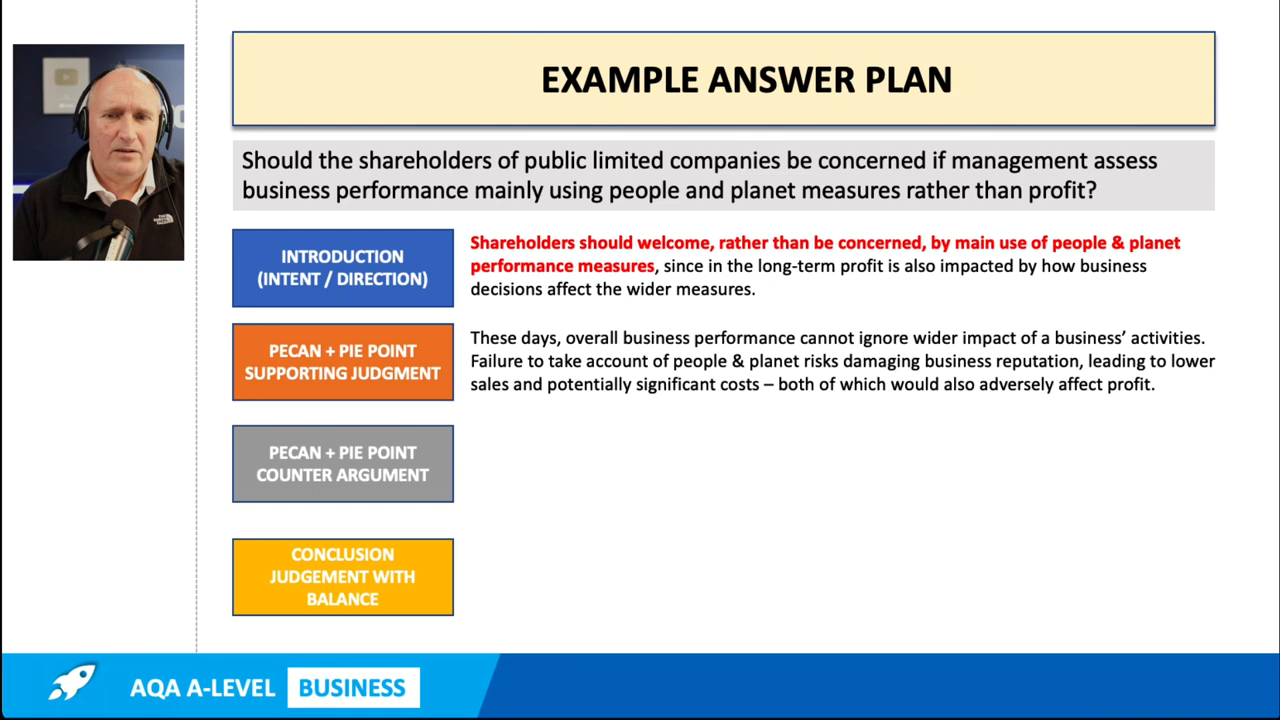 EXAMPLE ANSWER PLAN
Should the shareholders of public limited companies be concerned if management assess
business performance mainly using people and planet measures rather than profit?
INTRODUCTION
(INTENT / DIRECTION)
Shareholders should welcome, rather than be concerned, by main use of people & planet
performance measures, since in the long-term profit is also impacted by how business
decisions affect the wider measures.
PECAN + PIE POINT
SUPPORTING JUDGMENT
These days, overall business performance cannot ignore wider impact of a business’ activities.
Failure to take account of people & planet risks damaging business reputation, leading to lower
sales and potentially significant costs – both of which would also adversely affect profit.
PECAN + PIE POINT
COUNTER ARGUMENT
CONCLUSION
JUDGEMENT WITH
BALANCE
AQA A-LEVEL BUSINESS